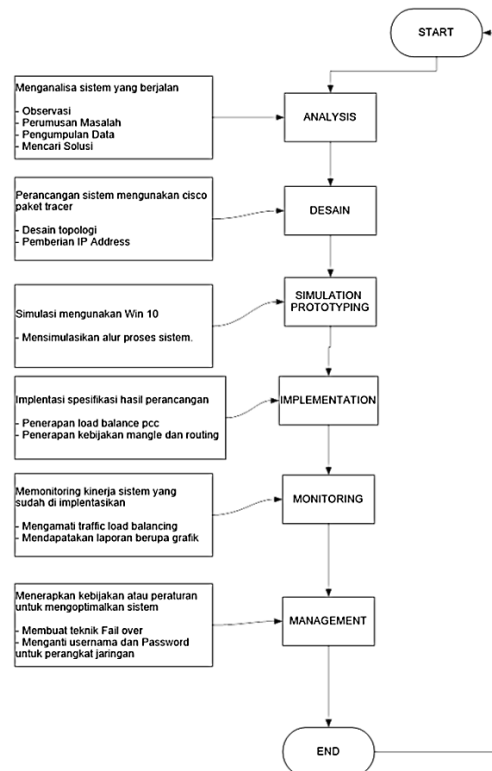 START
Menganalisa sistem yang berjalan
- Observasi
- Perumusan Masalah
- Pengumpulan Data
- Mencari Solusi
ANALYSIS
Perancangan sistem mengunakan cisco
paket tracer
- Desain topologi
- Pemberian IP Address
DESAIN
Simulasi mengunakan Win 10
- Mensimulasikan alur proses sistem.
SIMULATION
PROTOTYPING
Implentasi spesifikasi hasil perancangan
- Penerapan load balance pcc
- Penerapan kebijakan mangle dan routing
IMPLEMENTATION
Memonitoring kinerja sistem yang
sudah di implentasikan
- Mengamati traffic load balancing
- Mendapatakan laporan berupa grafik
MONITORING
Menerapkan kebijakan atau peraturan
untuk mengoptimalkan sistem
- Membuat teknik Fail over
- Menganti usernama dan Password
untuk perangkat jaringan
MANAGEMENT
END